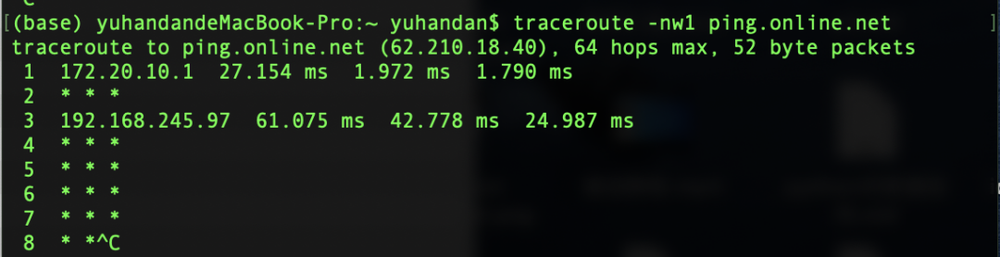 [(base) yuhandandeMacBook-Pro:~ yuhandan$ traceroute -nw1 ping.online.net ]
traceroute to ping.online.net (62.210.18.40), 64 hops max, 52 byte packets
1 172.20.10.1 27.154 ms 1.972 ms 1.790 ms
2 * * *
3 192.168.245.97 61.075 ms 42.778 ms 24.987 ms
4 * * *
5 * * *
6 * * *
7 * * *
8 * *^C